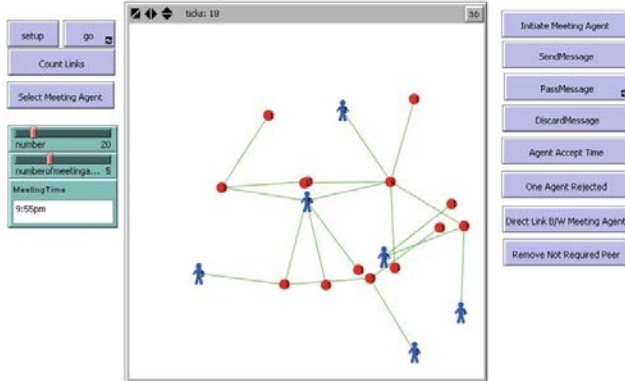 setup
go
Count Links
Select Meeting Agent
number 20
numberofmeetinga... 5
MeetingTime
9:55pm
ticks: 18
3D
Initiate Meeting Agent
SendMessage
PassMessage
DiscardMessage
Agent Accept Time
One Agent Rejected
Direct Link B/W Meeting Agent
Remove Not Required Peer